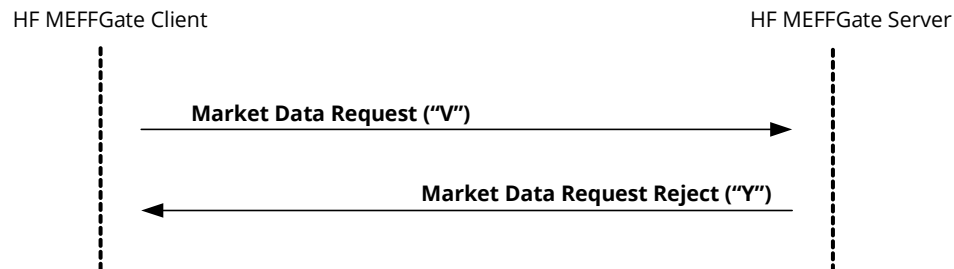 HF MEFFGate Client
HF MEFFGate Server
Market Data Request (“V”)
Market Data Request Reject (“Y”)